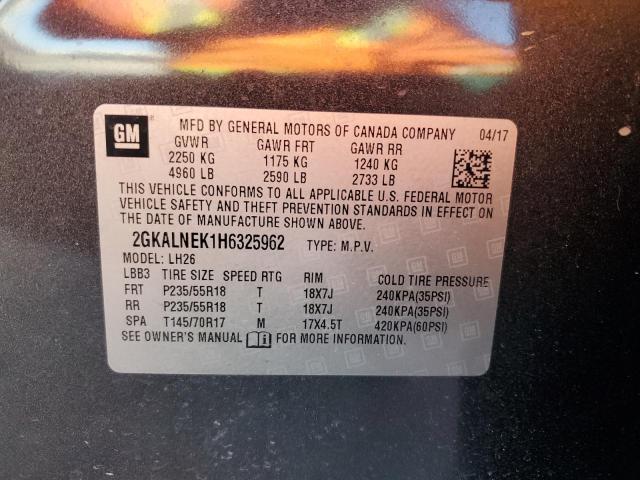 GM
MFD BY GENERAL MOTORS OF CANADA COMPANY 04/17
GVWR GAWR FRT GAWR RR
2250 KG 1175 KG 1240 KG
4960 LB 2590 LB 2733 LB
THIS VEHICLE CONFORMS TO ALL APPLICABLE U.S. FEDERAL MOTOR
VEHICLE SAFETY AND THEFT PREVENTION STANDARDS IN EFFECT ON
THE DATE OF MANUFACTURE SHOWN ABOVE.
2GKALNEK1H6325962 TYPE: M.P.V.
MODEL: LH26
LBB3 TIRE SIZE SPEED RTG RIM COLD TIRE PRESSURE
FRT P235/55R18 T 18X7J 240KPA(35PSI)
RR P235/55R18 T 18X7J 240KPA(35PSI)
SPA T145/70R17 M 17X4.5T 420KPA(60PSI)
SEE OWNER'S MANUAL FOR MORE INFORMATION.